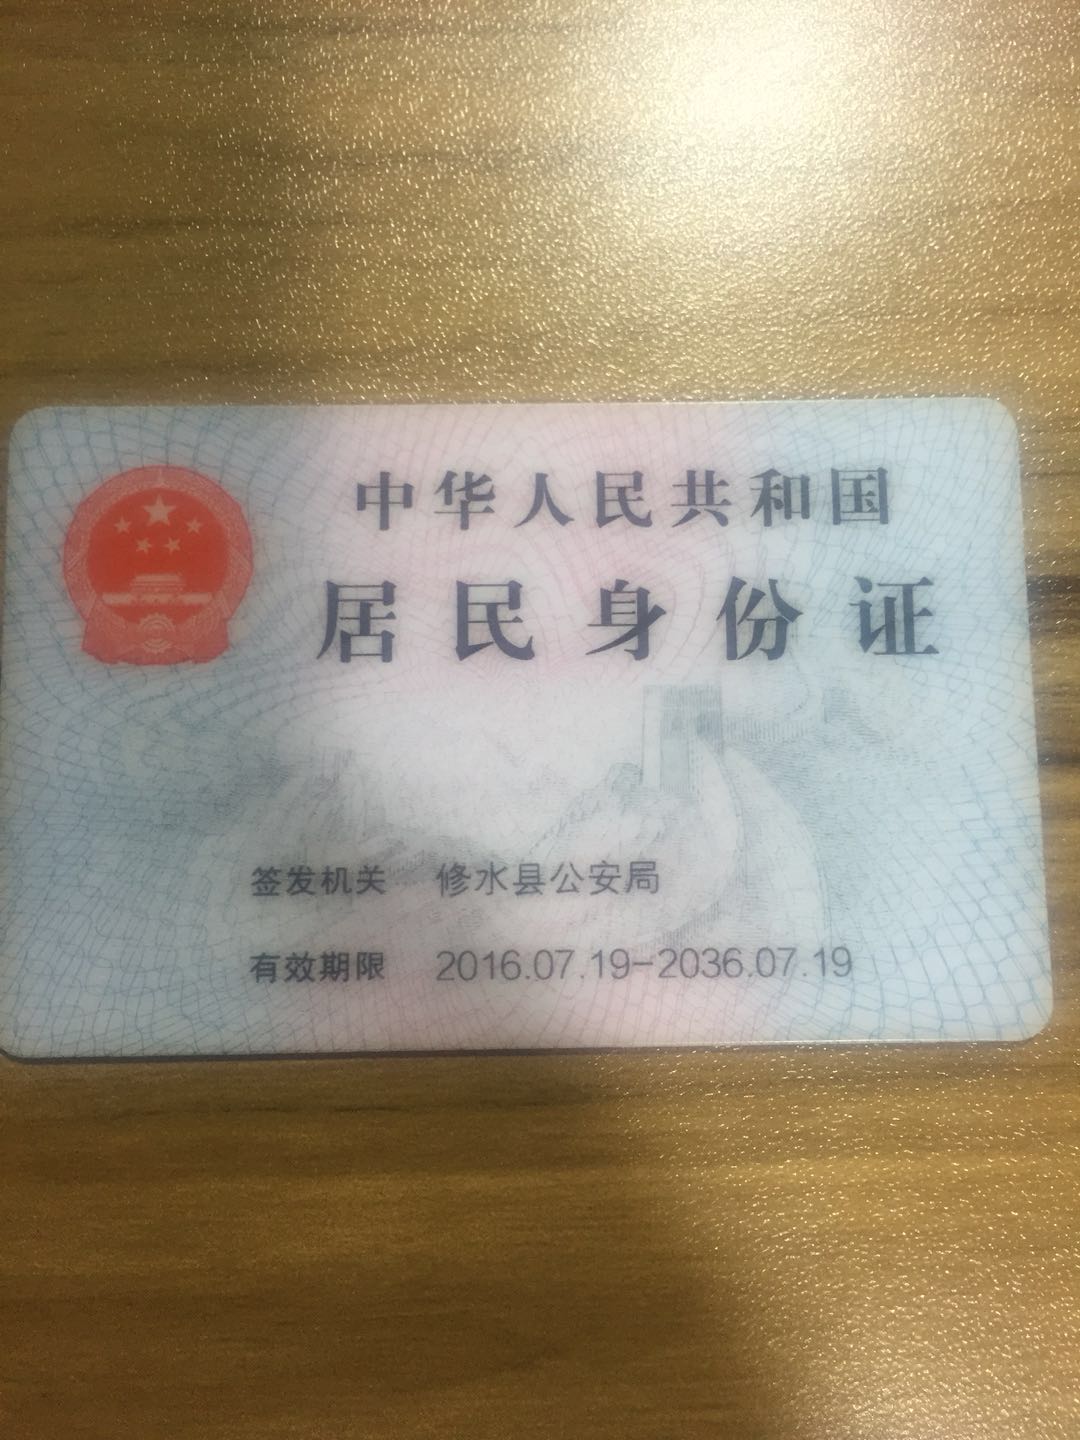 中华人民共和国
居民身份证
签发机关 修水县公安局
有效期限 2016.07.19-2036.07.19